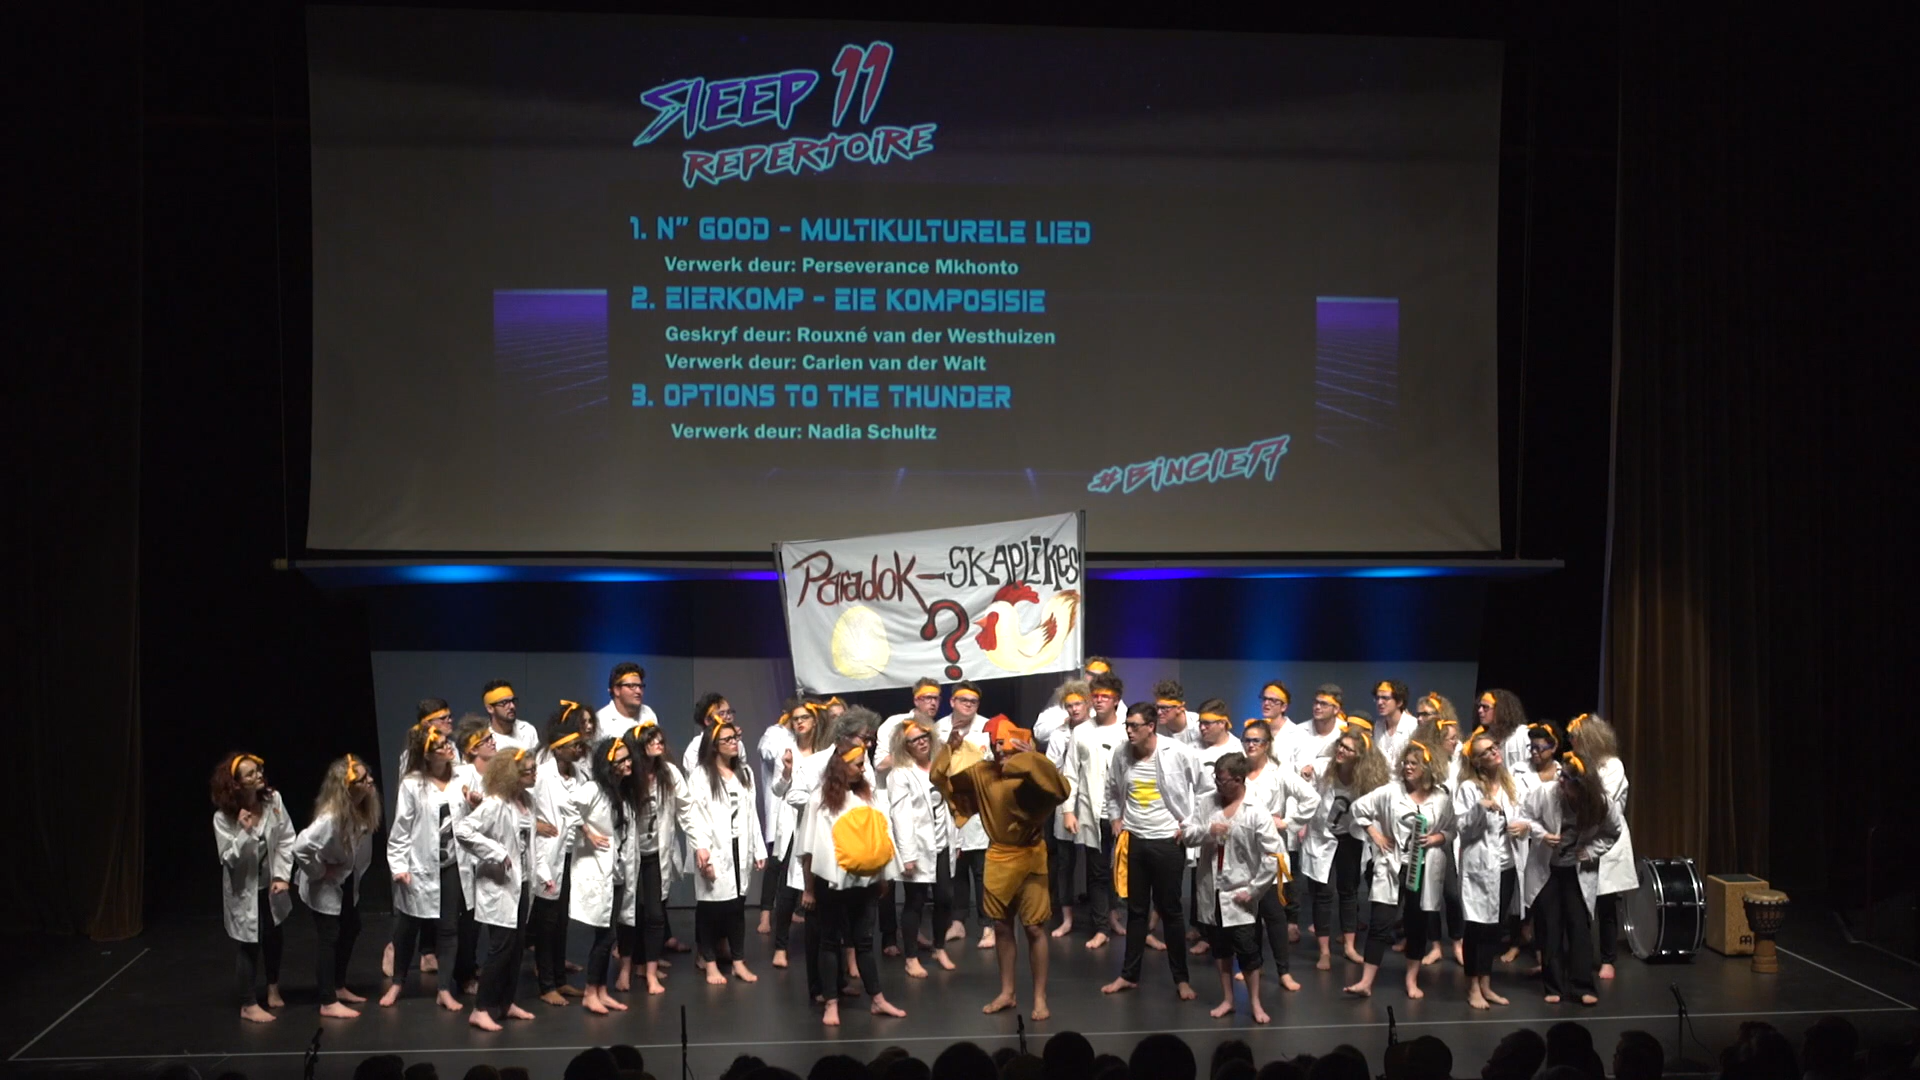 SLEEP 11
REPERTOIRE
1. N" GOOD - MULTIKULTURELE LIED
Verwerk deur: Perseverance Mkhonto
2. EIERKOMP - EIE KOMPOSISIE
Geskryf deur: Rouxné van der Westhuizen
Verwerk deur: Carien van der Walt
3. OPTIONS TO THE THUNDER
Verwerk deur: Nadia Schultz
#BINGIE17
Paradok-SKAPLIKES
?